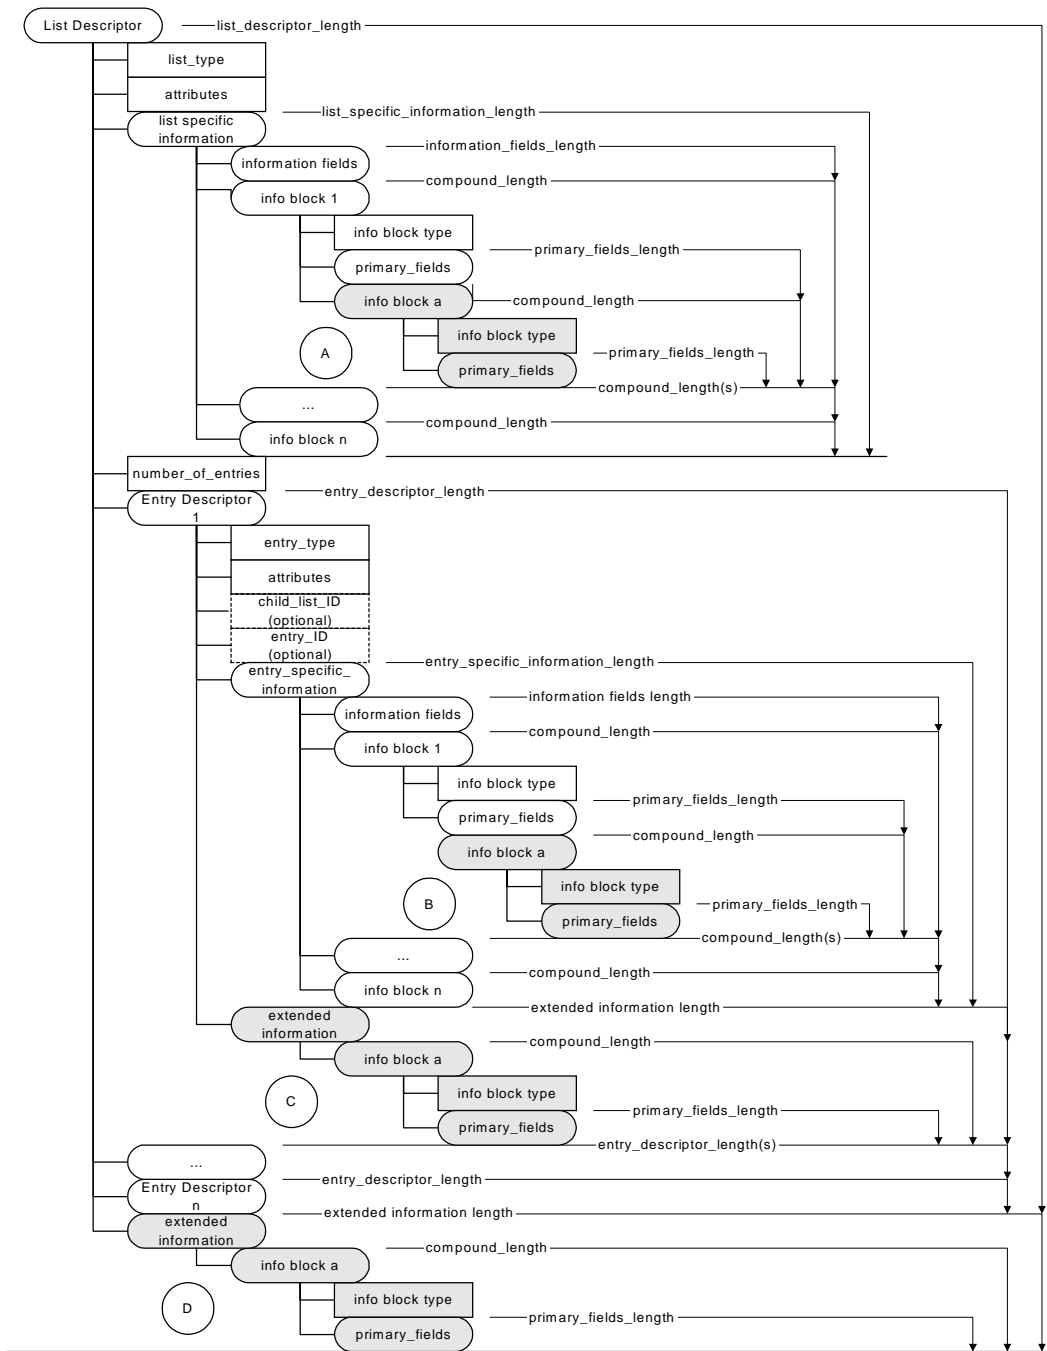 List Descriptor
list_descriptor_length
list_type
attributes
list specific
information
list_specific_information_length
information fields
information_fields_length
info block 1
compound_length
info block type
primary_fields
primary_fields_length
info block a
compound_length
info block type
A
primary_fields
primary_fields_length
compound_length(s)
...
info block n
compound_length
number_of_entries
Entry Descriptor
1
entry_descriptor_length
entry_type
attributes
child_list_ID
(optional)
entry_ID
(optional)
entry_specific_
information
entry_specific_information_length
information fields
information fields length
info block 1
compound_length
info block type
primary_fields
primary_fields_length
info block a
compound_length
info block type
B
primary_fields
primary_fields_length
compound_length(s)
...
info block n
compound_length
extended
information
extended information length
info block a
compound_length
info block type
C
primary_fields
primary_fields_length
entry_descriptor_length(s)
...
Entry Descriptor
n
entry_descriptor_length
extended
information
extended information length
info block a
compound_length
info block type
D
primary_fields
primary_fields_length